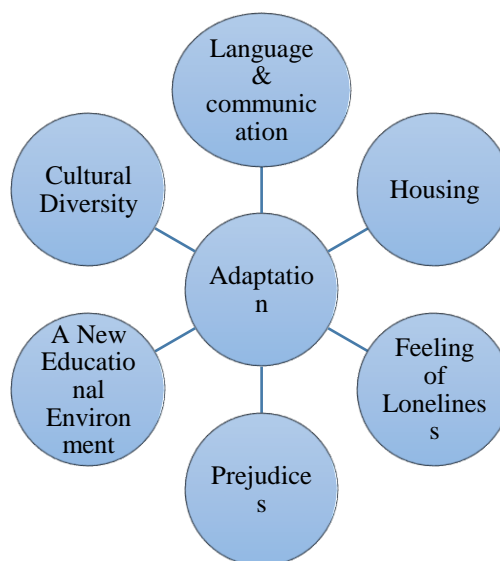 Language
&
communic
ation
Cultural
Diversity
Housing
Adaptatio
n
A New
Educatio
nal
Environ
ment
Feeling
of
Lonelines
s
Prejudice
s